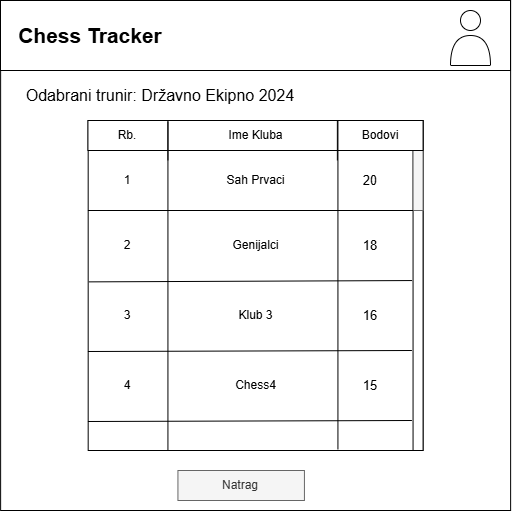 Chess Tracker
Odabrani trunir: Državno Ekipno 2024
Rb. Ime Kluba Bodovi
1 Sah Prvaci 20
2 Genijalci 18
3 Klub 3 16
4 Chess4 15
Natrag